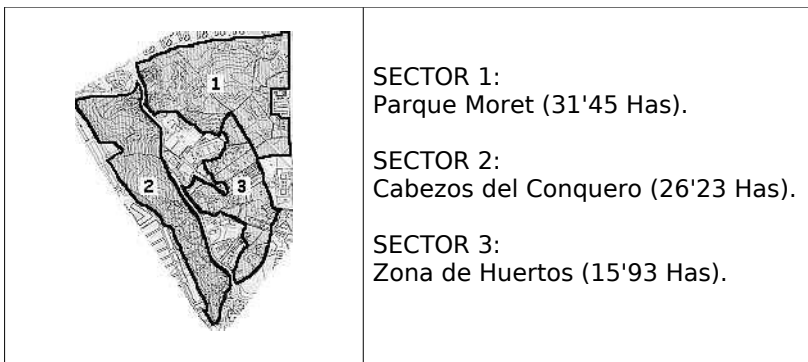 1
2
3
SECTOR 1:
Parque Moret (31'45 Has).
SECTOR 2:
Cabezos del Conquero (26'23 Has).
SECTOR 3:
Zona de Huertos (15'93 Has).